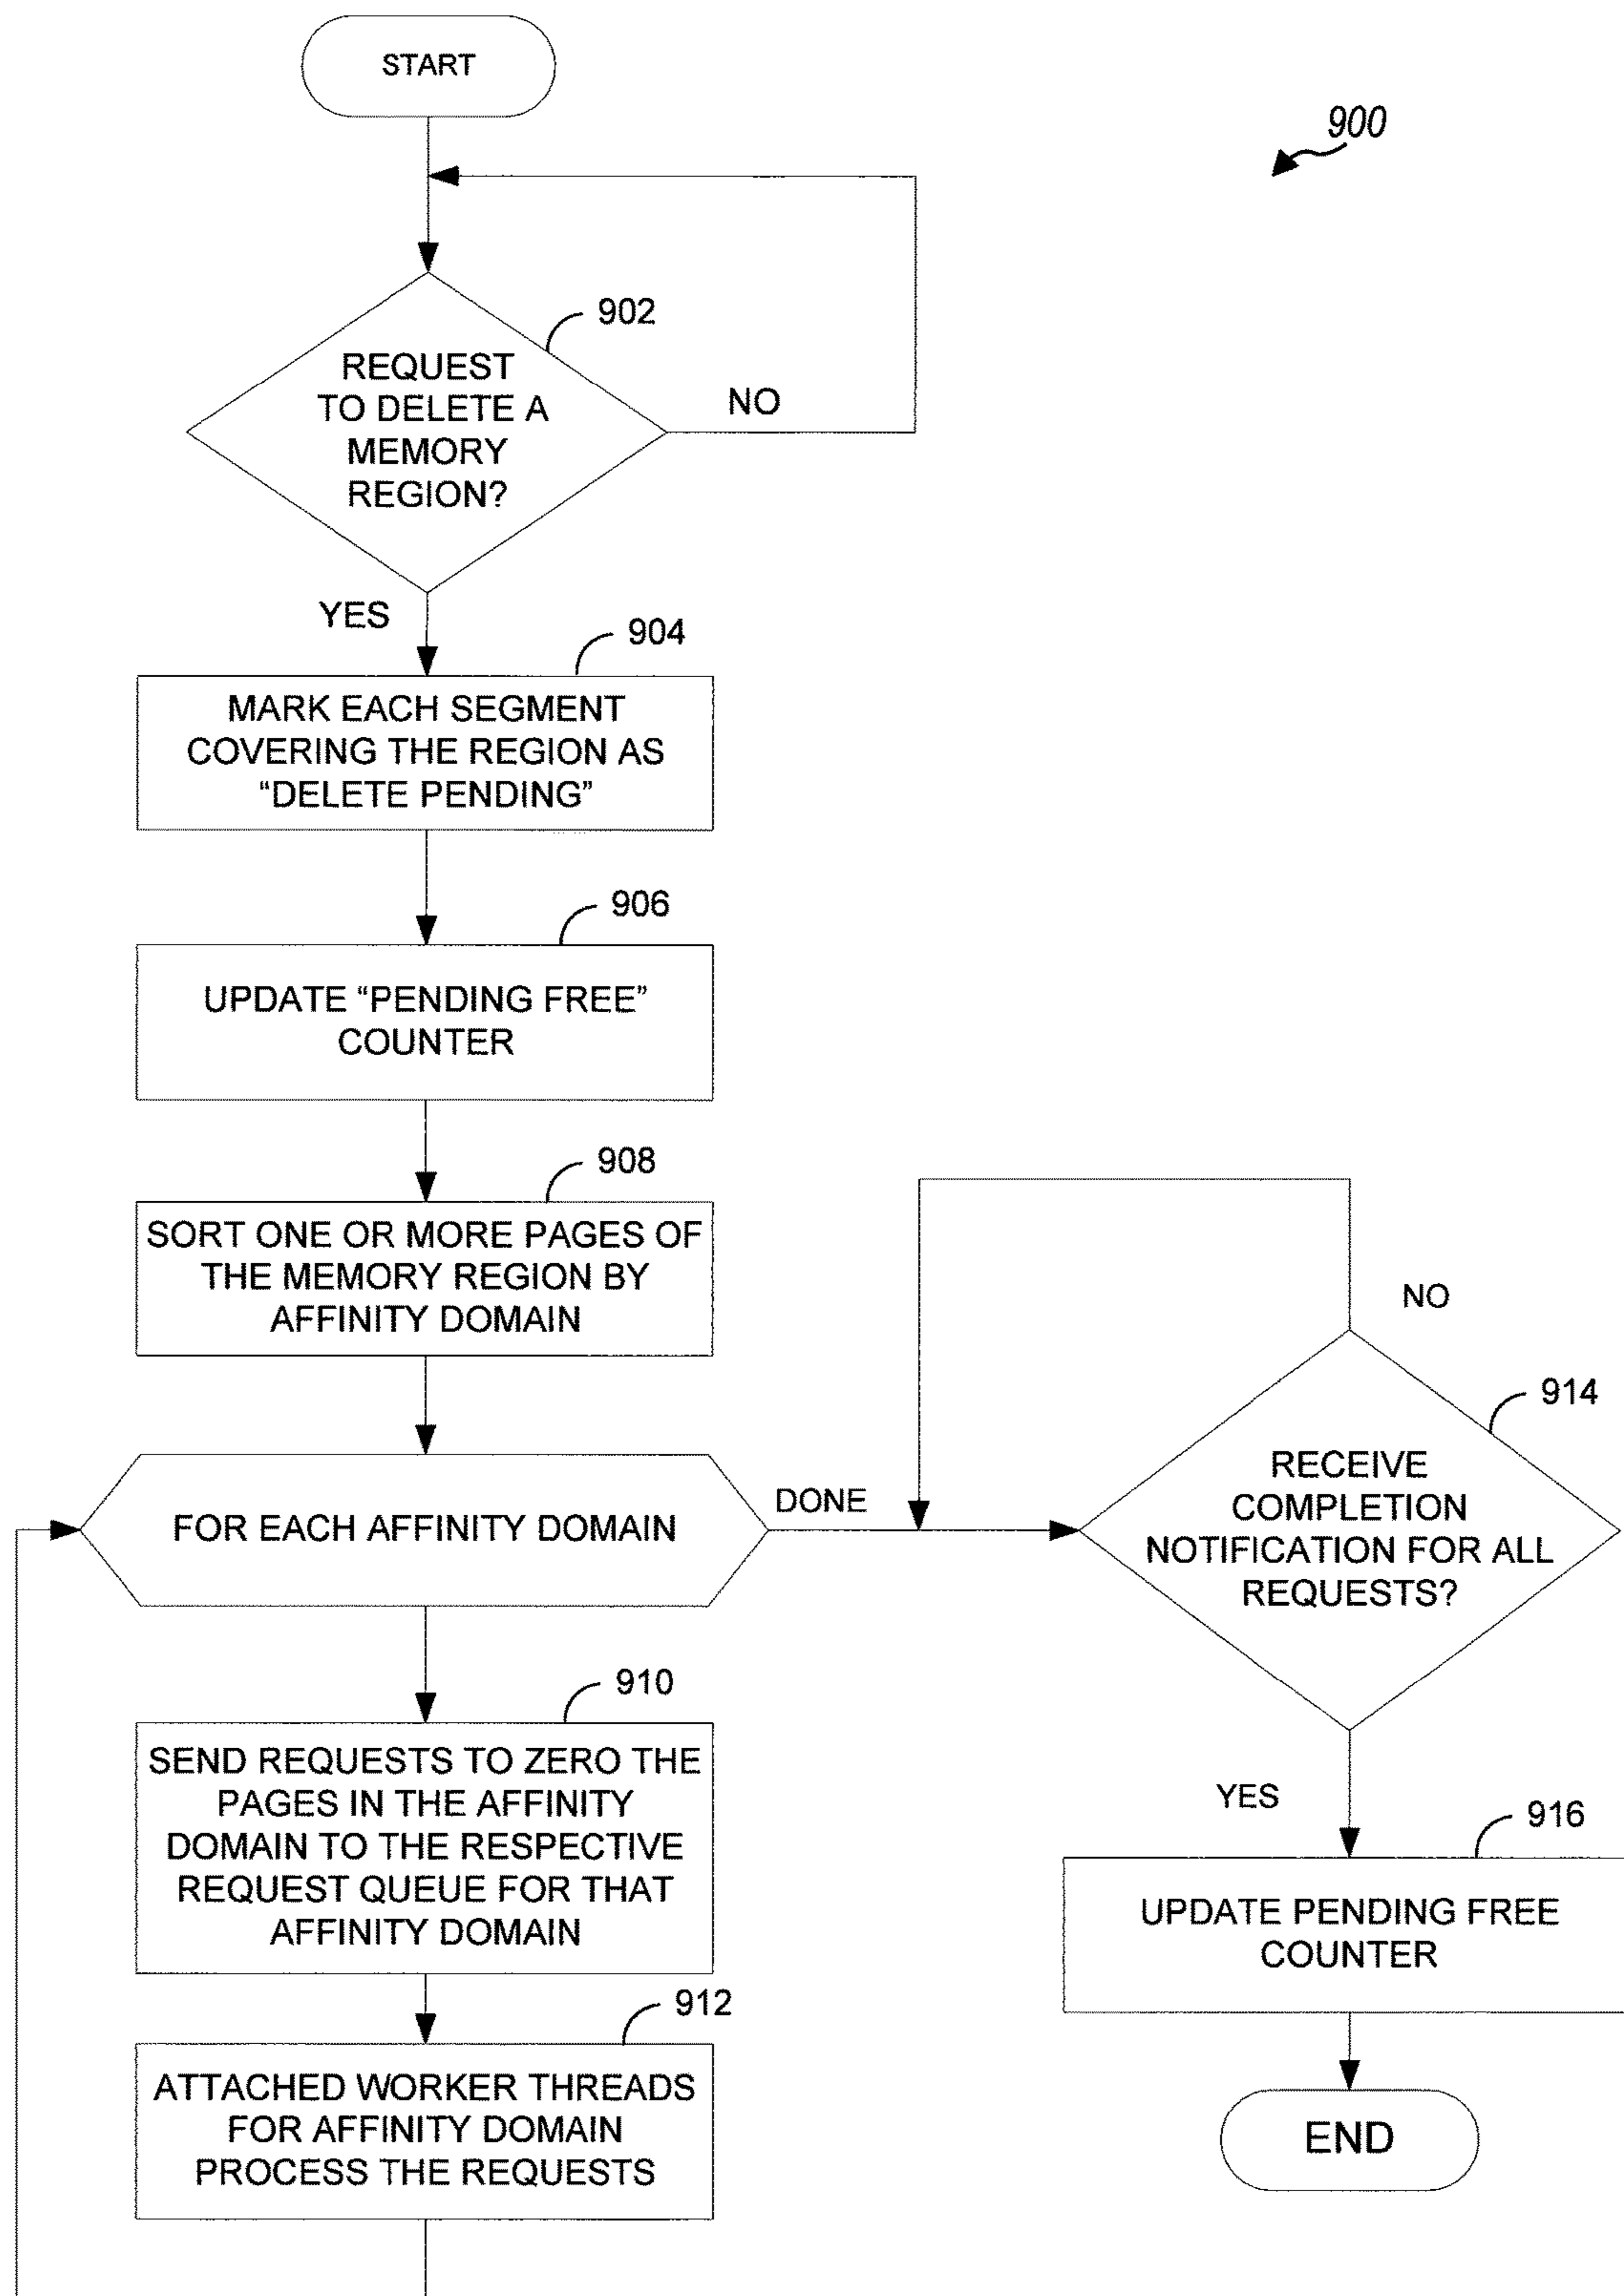 START
900
902
REQUEST
TO DELETE A
MEMORY
REGION?
NO
YES
904
MARK EACH SEGMENT
COVERING THE REGION AS
“DELETE PENDING”
906
UPDATE “PENDING FREE”
COUNTER
908
SORT ONE OR MORE PAGES OF
THE MEMORY REGION BY
AFFINITY DOMAIN
FOR EACH AFFINITY DOMAIN
DONE
910
SEND REQUESTS TO ZERO THE
PAGES IN THE AFFINITY
DOMAIN TO THE RESPECTIVE
REQUEST QUEUE FOR THAT
AFFINITY DOMAIN
912
ATTACHED WORKER THREADS
FOR AFFINITY DOMAIN
PROCESS THE REQUESTS
NO
914
RECEIVE
COMPLETION
NOTIFICATION FOR ALL
REQUESTS?
YES
916
UPDATE PENDING FREE
COUNTER
END